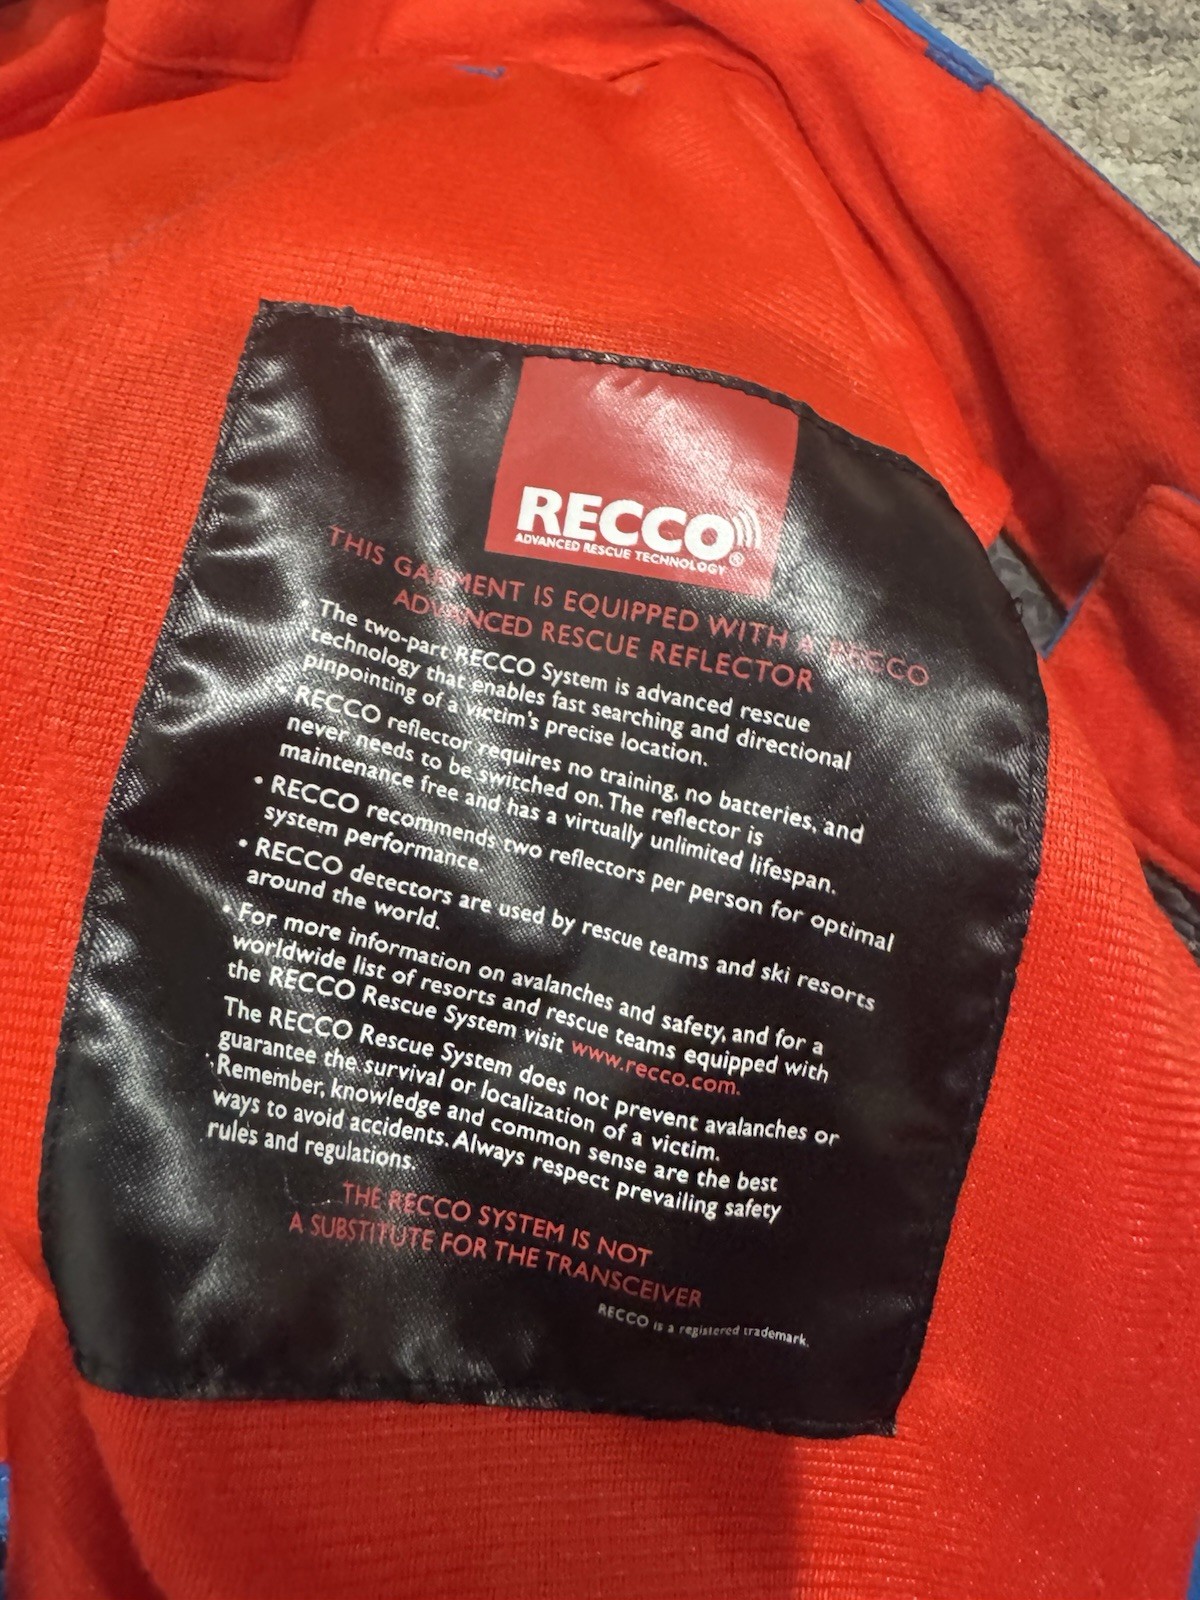 RECCO®
ADVANCED RESCUE TECHNOLOGY
THIS GARMENT IS EQUIPPED WITH A RECCO
ADVANCED RESCUE REFLECTOR
• The two-part RECCO System is advanced rescue
technology that enables fast searching and directional
pinpointing of a victim's precise location.
• RECCO reflector requires no training, no batteries, and
never needs to be switched on. The reflector is
maintenance free and has a virtually unlimited lifespan.
• RECCO recommends two reflectors per person for optimal
system performance.
• RECCO detectors are used by rescue teams and ski resorts
around the world.
• For more information on avalanches and safety, and for a
worldwide list of resorts and rescue teams equipped with
the RECCO Rescue System visit www.recco.com.
The RECCO Rescue System does not prevent avalanches or
guarantee the survival or localization of a victim.
Remember, knowledge and common sense are the best
ways to avoid accidents. Always respect prevailing safety
rules and regulations.
THE RECCO SYSTEM IS NOT
A SUBSTITUTE FOR THE TRANSCEIVER
RECCO is a registered trademark.